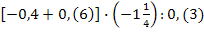 [−0,4 + 0, (6)] · (−1 1/4) : 0, (3)